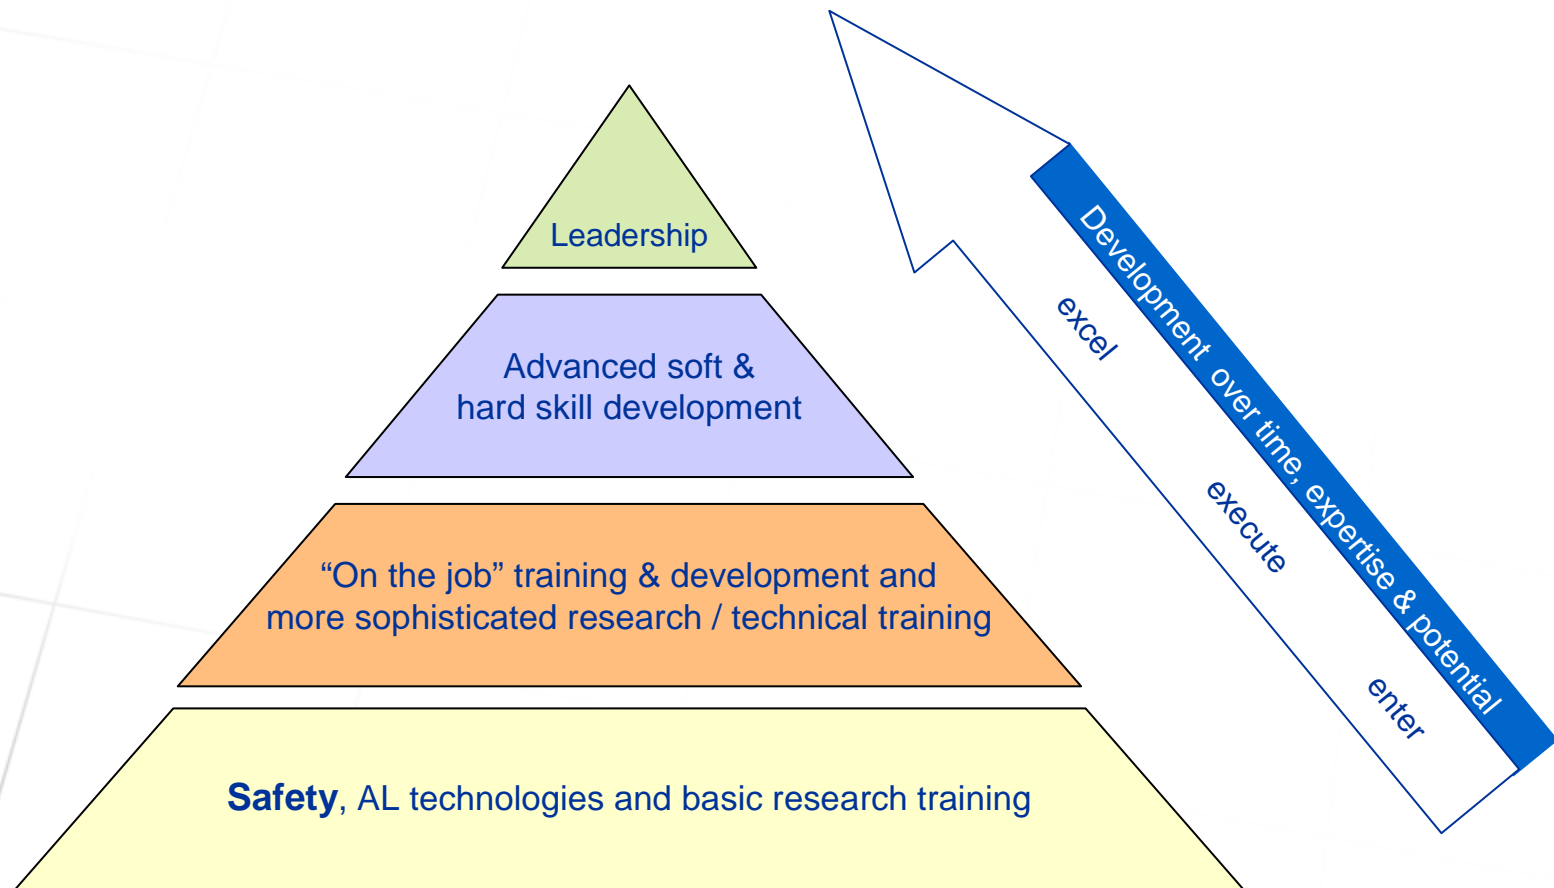 Leadership
Advanced soft &
hard skill development
“On the job” training & development and
more sophisticated research / technical training
Safety, AL technologies and basic research training
excel
execute
enter
Development over time, expertise & potential